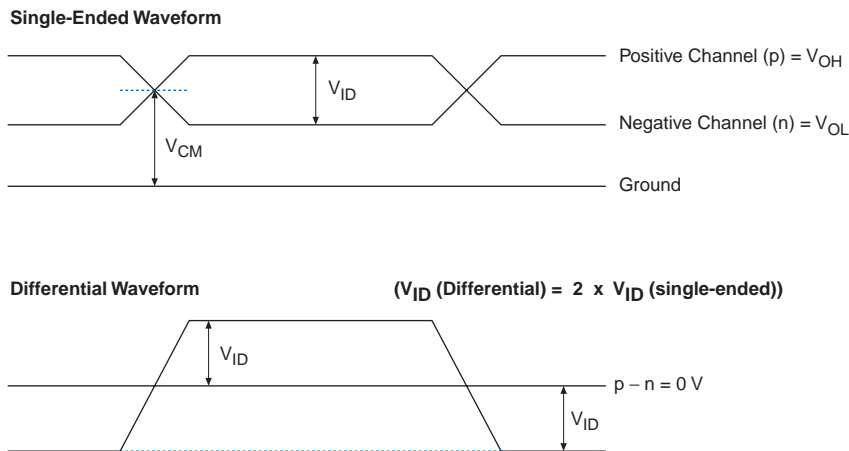 Single-Ended Waveform
Positive Channel (p) = VOH
VID
Negative Channel (n) = VOL
VCM
Ground
Differential Waveform (VID (Differential) = 2 x VID (single-ended))
VID
p – n = 0 V
VID